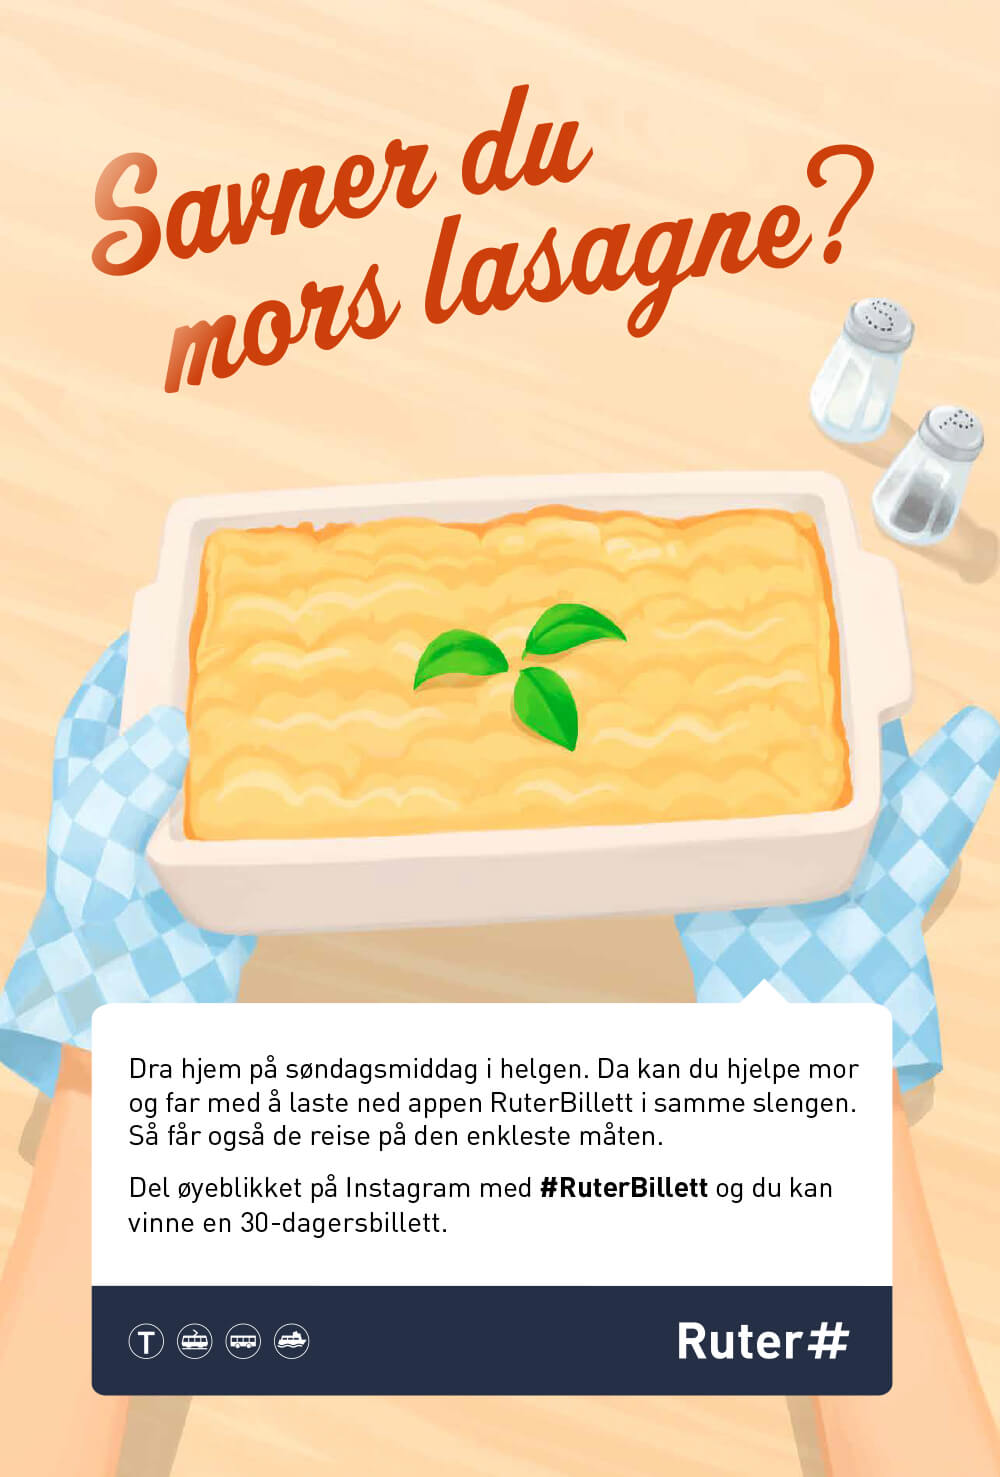 Savner du
mors lasagne?
Dra hjem på søndagsmiddag i helgen. Da kan du hjelpe mor
og far med å laste ned appen RuterBillett i samme slengen.
Så får også de reise på den enkleste måten.
Del øyeblikket på Instagram med #RuterBillett og du kan
vinne en 30-dagersbillett.
T
Ruter#